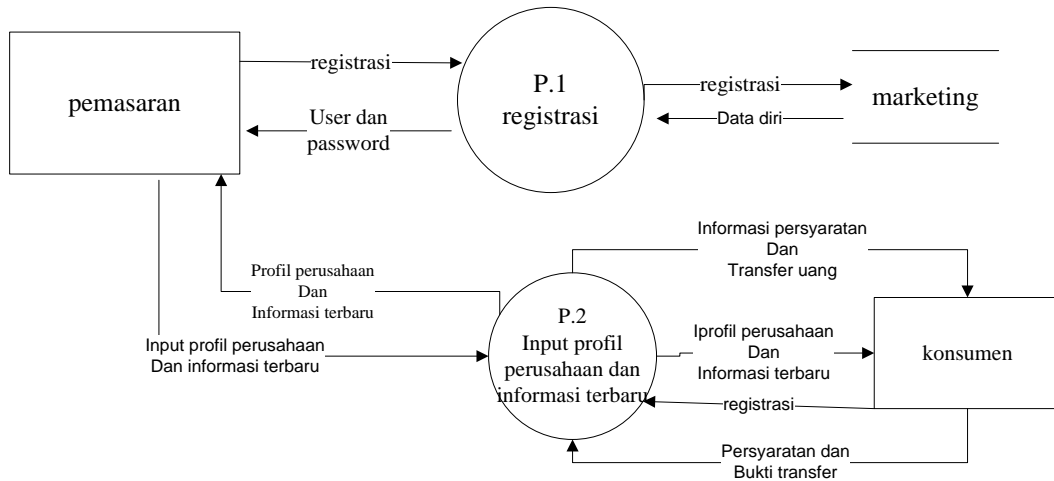 pemasaran
registrasi
User dan
password
P.1
registrasi
registrasi
Data diri
marketing
Profil perusahaan
Dan
Informasi terbaru
Input profil perusahaan
Dan informasi terbaru
P.2
Input profil
perusahaan dan
informasi terbaru
Informasi persyaratan
Dan
Transfer uang
Iprofil perusahaan
Dan
Informasi terbaru
registrasi
Persyaratan dan
Bukti transfer
konsumen